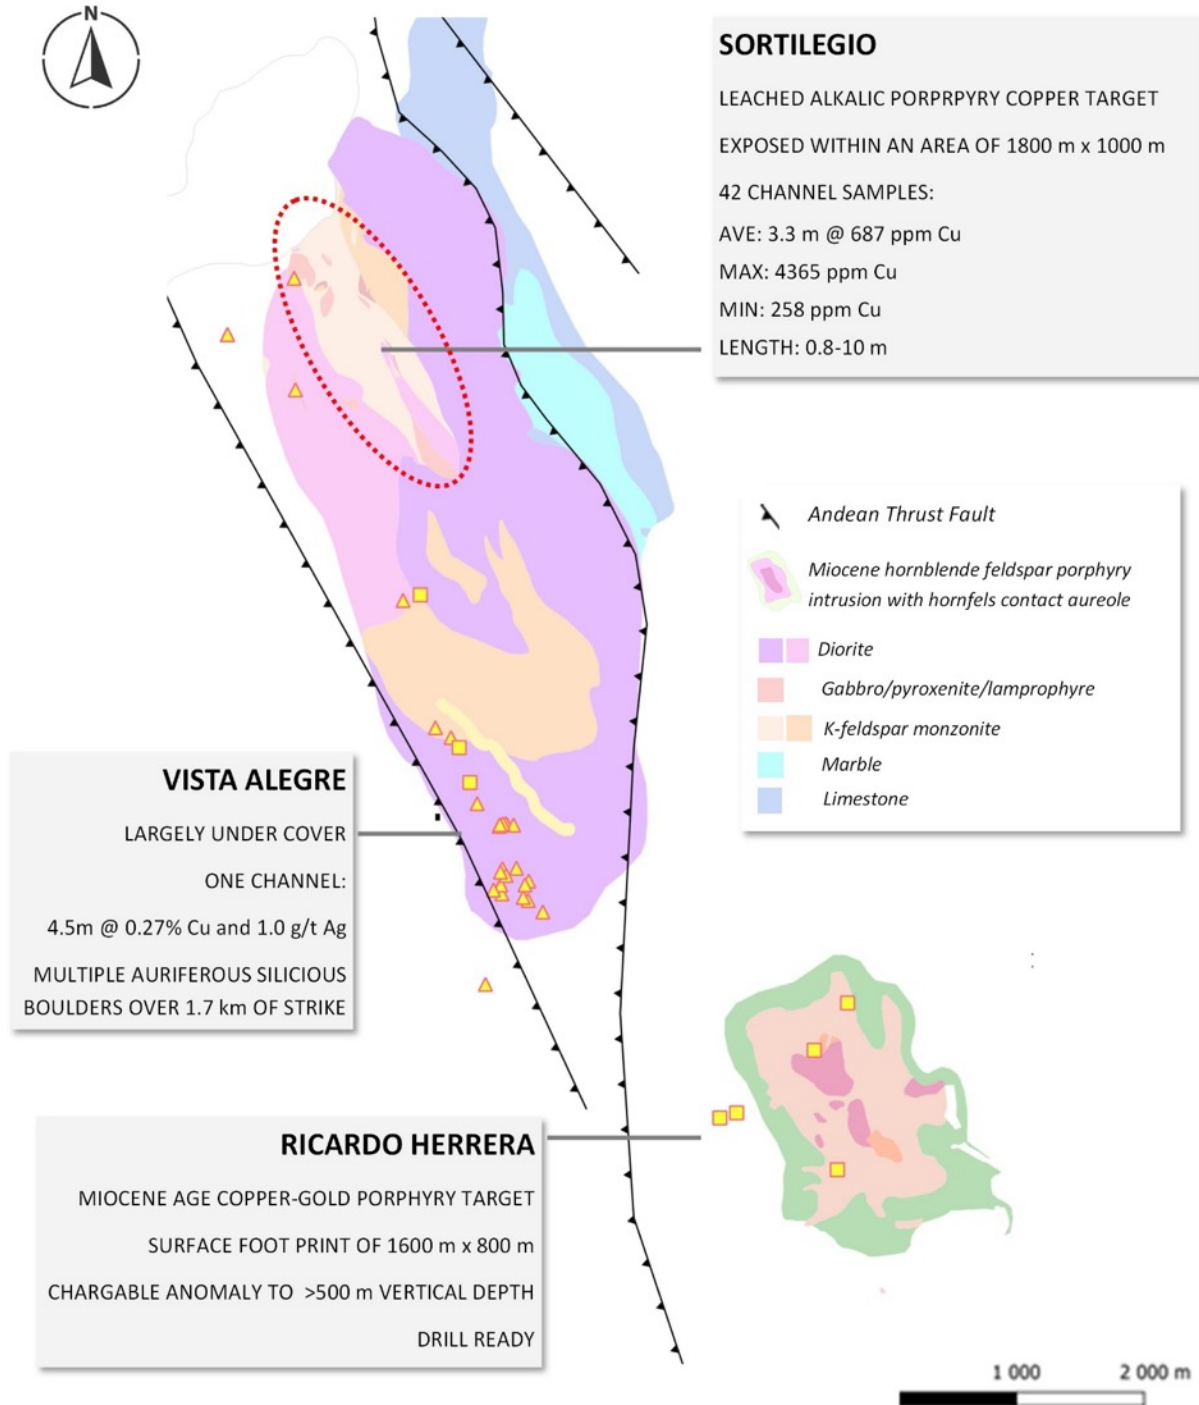 N
SORTILEGIO
LEACHED ALKALIC PORPRPYRY COPPER TARGET
EXPOSED WITHIN AN AREA OF 1800 m x 1000 m
42 CHANNEL SAMPLES:
AVE: 3.3 m @ 687 ppm Cu
MAX: 4365 ppm Cu
MIN: 258 ppm Cu
LENGTH: 0.8-10 m
Andean Thrust Fault
Miocene hornblende feldspar porphyry
intrusion with hornfels contact aureole
Diorite
Gabbro/pyroxenite/lamprophyre
K-feldspar monzonite
Marble
Limestone
VISTA ALEGRE
LARGELY UNDER COVER
ONE CHANNEL:
4.5m @ 0.27% Cu and 1.0 g/t Ag
MULTIPLE AURIFEROUS SILICIOUS
BOULDERS OVER 1.7 km OF STRIKE
RICARDO HERRERA
MIOCENE AGE COPPER-GOLD PORPHYRY TARGET
SURFACE FOOT PRINT OF 1600 m x 800 m
CHARGABLE ANOMALY TO >500 m VERTICAL DEPTH
DRILL READY
1 000 2 000 m